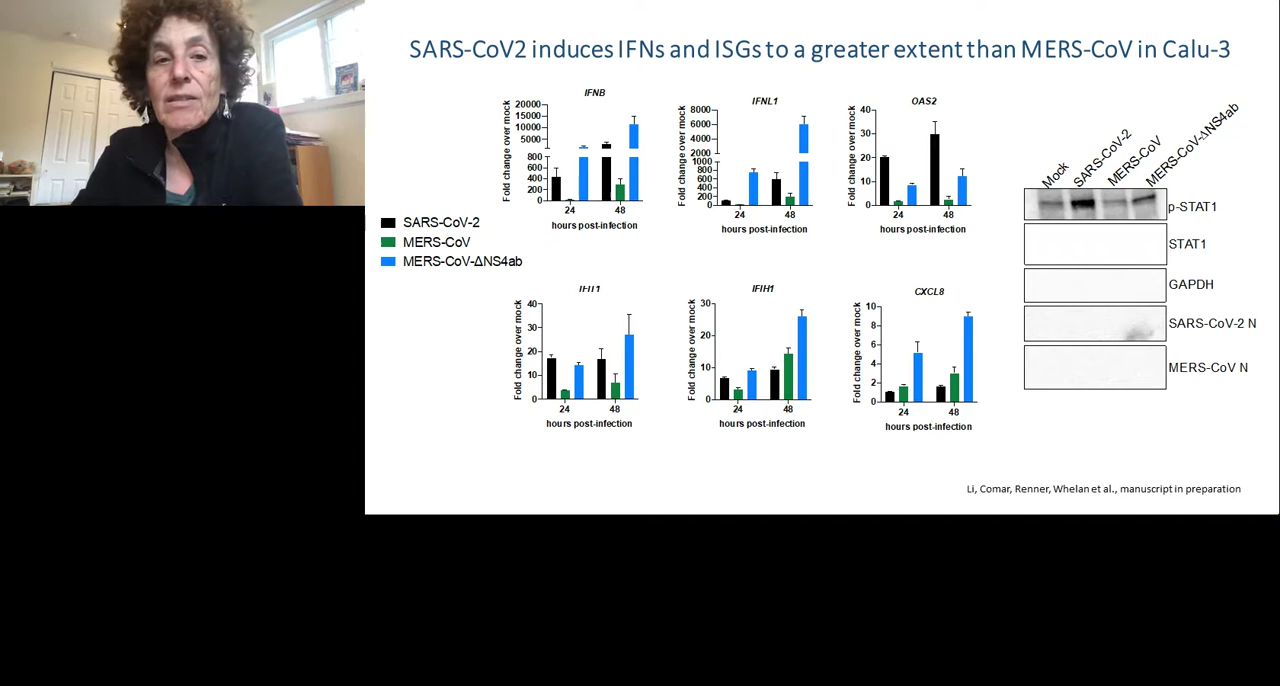 SARS-CoV2 induces IFNs and ISGs to a greater extent than MERS-CoV in Calu-3
SARS-CoV-2
MERS-CoV
MERS-CoV-ΔNS4ab
IFNB
Fold change over mock
20000
15000
10000
5000
800
600
400
200
0
24
48
hours post-infection
IFNL1
Fold change over mock
8000
6000
4000
2000
1000
800
600
400
200
0
24
48
hours post-infection
OAS2
Fold change over mock
40
30
20
10
0
24
48
hours post-infection
IFIT1
Fold change over mock
40
30
20
10
0
24
48
hours post-infection
IFIH1
Fold change over mock
30
20
10
0
24
48
hours post-infection
CXCL8
Fold change over mock
10
8
6
4
2
0
24
48
hours post-infection
Mock
SARS-CoV-2
MERS-CoV
MERS-CoV-ΔNS4ab
p-STAT1
STAT1
GAPDH
SARS-CoV-2 N
MERS-CoV N
Li, Comar, Renner, Whelan et al., manuscript in preparation